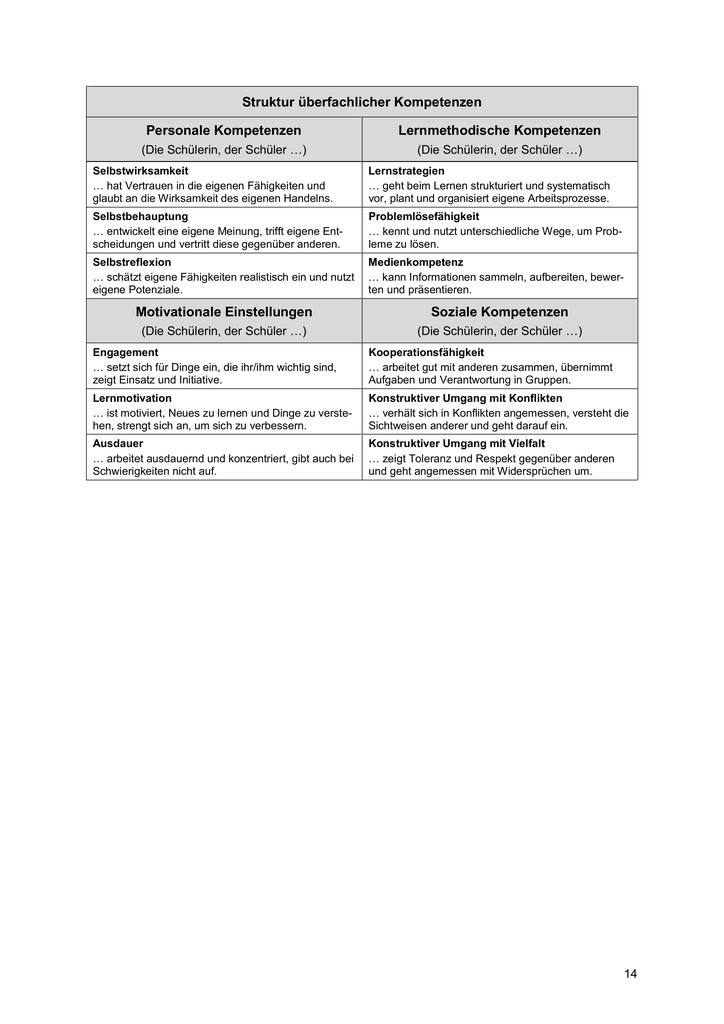 Struktur überfachlicher Kompetenzen
Personale Kompetenzen
(Die Schülerin, der Schüler …)
Lernmethodische Kompetenzen
(Die Schülerin, der Schüler …)
Selbstwirksamkeit
… hat Vertrauen in die eigenen Fähigkeiten und
glaubt an die Wirksamkeit des eigenen Handelns.
Lernstrategien
… geht beim Lernen strukturiert und systematisch
vor, plant und organisiert eigene Arbeitsprozesse.
Selbstbehauptung
… entwickelt eine eigene Meinung, trifft eigene Ent-
scheidungen und vertritt diese gegenüber anderen.
Problemlösefähigkeit
… kennt und nutzt unterschiedliche Wege, um Prob-
leme zu lösen.
Selbstreflexion
… schätzt eigene Fähigkeiten realistisch ein und nutzt
eigene Potenziale.
Medienkompetenz
… kann Informationen sammeln, aufbereiten, bewer-
ten und präsentieren.
Motivationale Einstellungen
(Die Schülerin, der Schüler …)
Soziale Kompetenzen
(Die Schülerin, der Schüler …)
Engagement
… setzt sich für Dinge ein, die ihr/ihm wichtig sind,
zeigt Einsatz und Initiative.
Kooperationsfähigkeit
… arbeitet gut mit anderen zusammen, übernimmt
Aufgaben und Verantwortung in Gruppen.
Lernmotivation
… ist motiviert, Neues zu lernen und Dinge zu verste-
hen, strengt sich an, um sich zu verbessern.
Konstruktiver Umgang mit Konflikten
… verhält sich in Konflikten angemessen, versteht die
Sichtweisen anderer und geht darauf ein.
Ausdauer
… arbeitet ausdauernd und konzentriert, gibt auch bei
Schwierigkeiten nicht auf.
Konstruktiver Umgang mit Vielfalt
… zeigt Toleranz und Respekt gegenüber anderen
und geht angemessen mit Widersprüchen um.
14